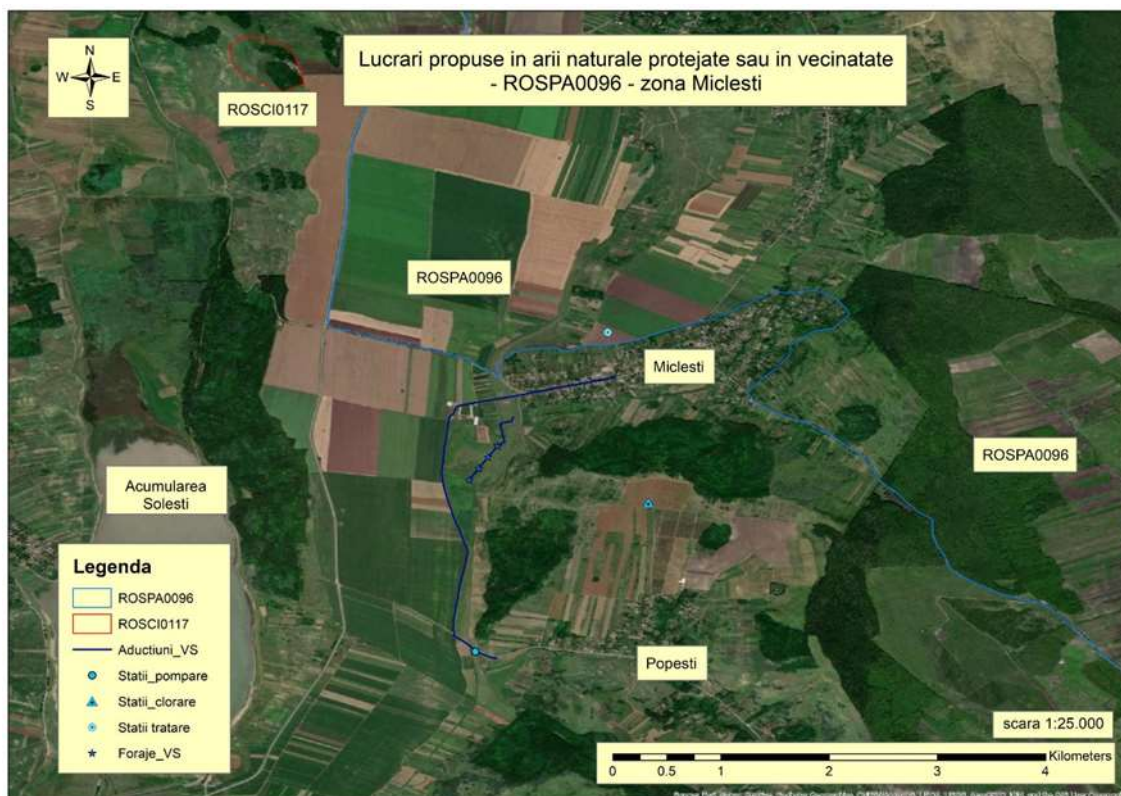 Lucrari propuse in arii naturale protejate sau in vecinatate
- ROSPA0096 - zona Miclesti
N
W E
S
ROSCI0117
ROSPA0096
Miclesti
ROSPA0096
Acumularea
Solesti
Popesti
Legenda
ROSPA0096
ROSCI0117
Aductiuni_VS
Statii_pompare
Statii_clorare
Statii tratare
Foraje_VS
scara 1:25.000
Kilometers
0 0.5 1 2 3 4